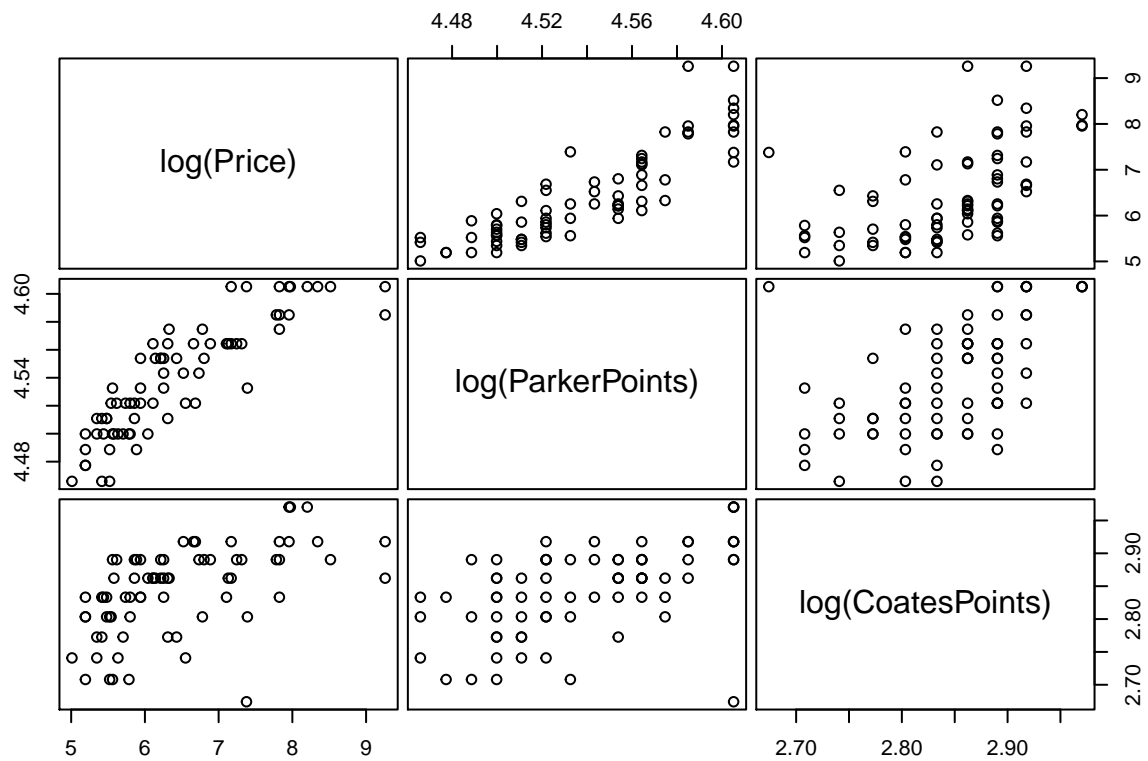 4.48 4.52 4.56 4.60
log(Price)
5 6 7 8 9
4.48 4.54 4.60
log(ParkerPoints)
log(CoatesPoints)
2.70 2.80 2.90
5 6 7 8 9
2.70 2.80 2.90